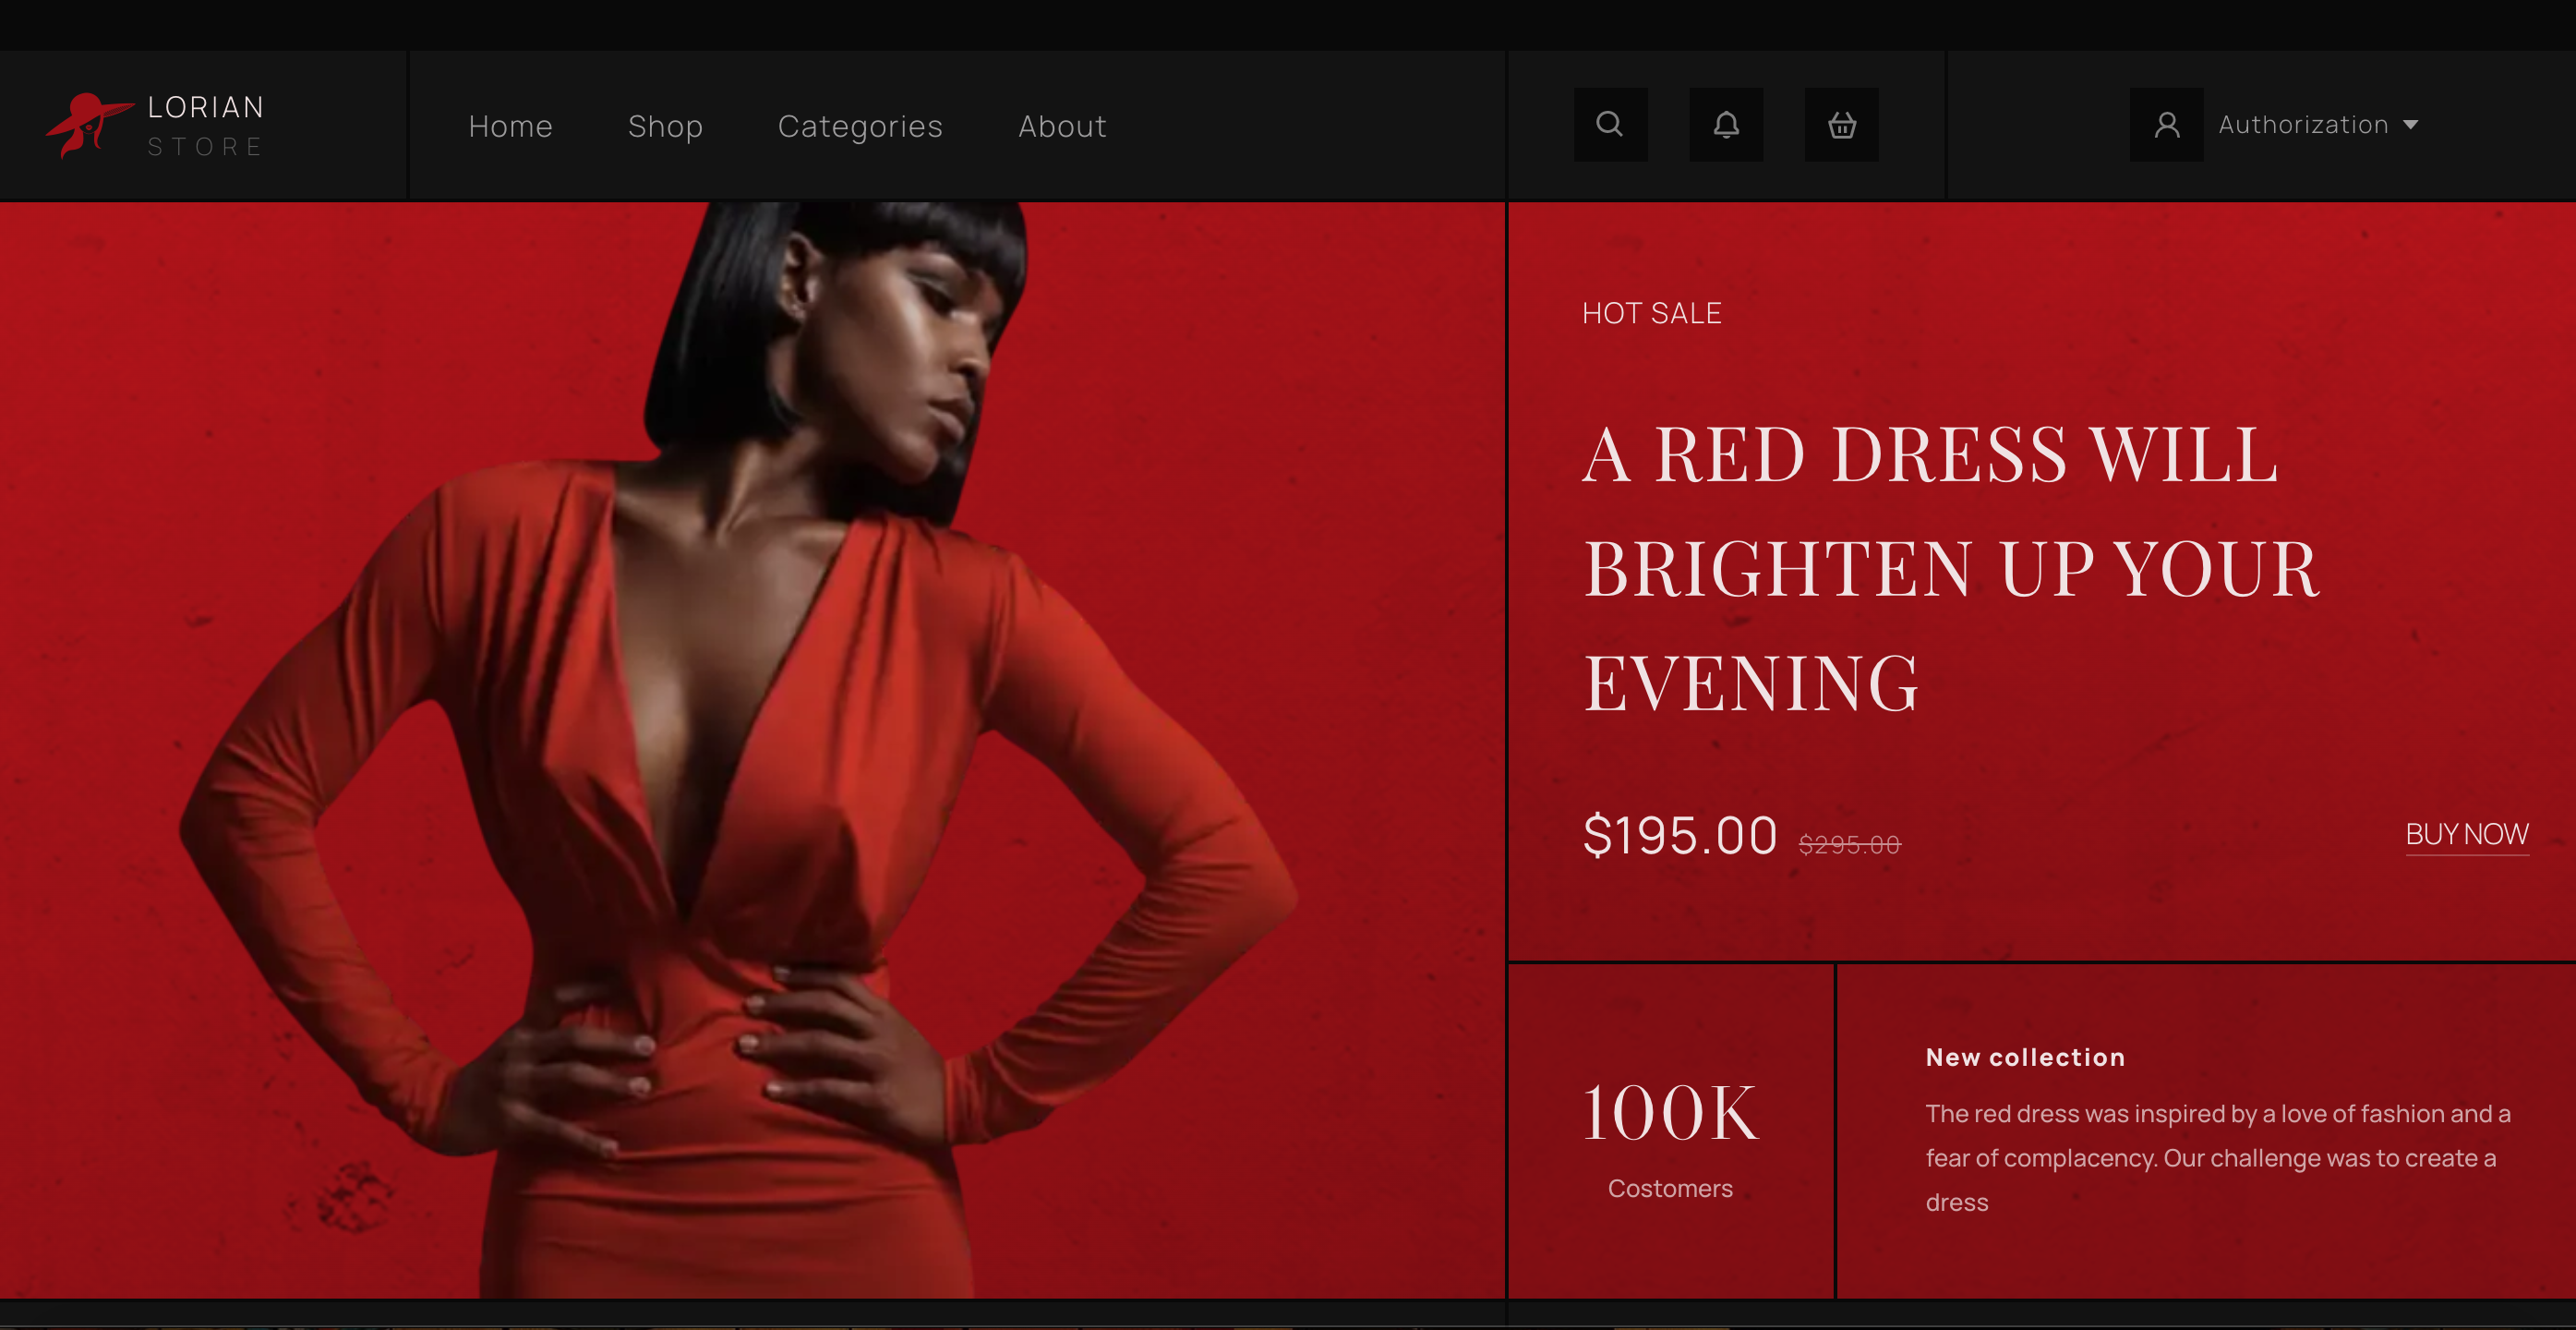 LORIAN
STORE
Home
Shop
Categories
About
Authorization
HOT SALE
A RED DRESS WILL
BRIGHTEN UP YOUR
EVENING
$195.00 $295.00
BUY NOW
100K
Costomers
New collection
The red dress was inspired by a love of fashion and a
fear of complacency. Our challenge was to create a
dress